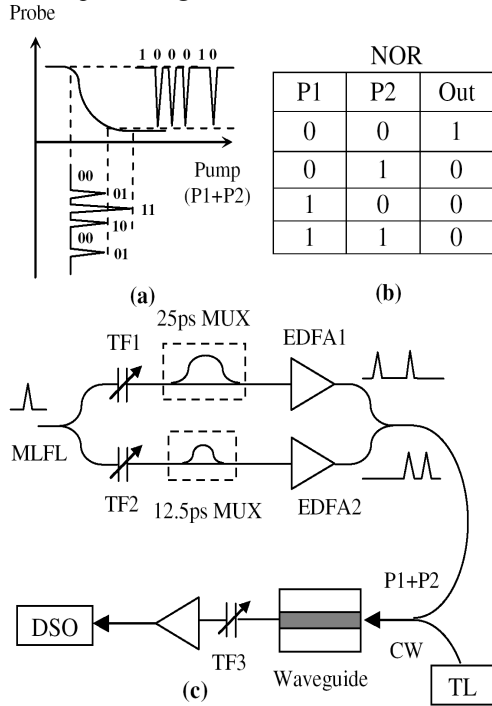 Probe
1 0 0 0 1 0
Pump
(P1+P2)
00
01
11
10
00
01
(a)
NOR
P1 P2 Out
0 0 1
0 1 0
1 0 0
1 1 0
(b)
25ps MUX
TF1
EDFA1
MLFL
TF2
12.5ps MUX
EDFA2
P1+P2
DSO
TF3
Waveguide
CW
TL
(c)